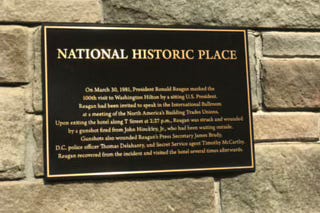 NATIONAL HISTORIC PLACE
On March 30, 1981, President Ronald Reagan marked the
100th visit to Washington Hilton by a sitting U.S. President.
Reagan had been invited to speak in the International Ballroom
at a meeting of the North America's Building Trades Unions.
Upon exiting the hotel along T Street at 2:27 p.m., Reagan was struck and wounded
by a gunshot fired from John Hinckley, Jr., who had been waiting outside.
Gunshots also wounded Reagan's Press Secretary James Brady,
D.C. police officer Thomas Delahanty, and Secret Service agent Timothy McCarthy.
Reagan recovered from the incident and visited the hotel several times afterwards.